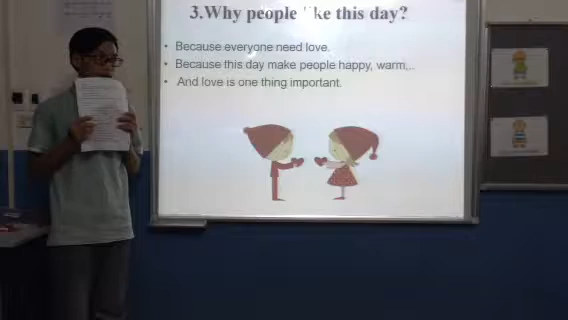 3.Why people like this day?
Because everyone need love.
Because this day make people happy, warm...
And love is one thing important.